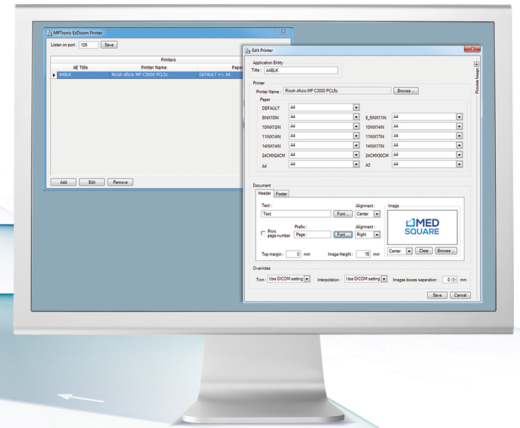 MPTronic EzDicom Printer
Listen on port : 105 Save
Printers
AE Title Printer Name Paper
A4BLK Ricoh Aficio MP C3000 PCL5c DEFAULT => A4
Add Edit Remove
Edit Printer
Application Entity
Title : A4BLK
Printer
Printer Name : Ricoh Aficio MP C3000 PCL5c Browse ...
Paper
DEFAULT A4
8INX10IN A4 8_5INX11IN A4
10INX12IN A4 10INX14IN A4
11INX14IN A4 11INX17IN A4
14INX14IN A4 14INX17IN A4
24CMX24CM A4 24CMX30CM A4
A4 A4 A3 A4
Document
Header Footer
Text : Alignment : Image
Text Font... Center
Prefix : Alignment :
Print page number Page Font... Right
MED
SQUARE
Top margin : 0 mm Image Height : 15 mm Center Clear Browse ...
Overrides
Trim : Use DICOM setting Interpolation : Use DICOM setting Images boxes separation : 0 mm
Save Cancel
Preview Image